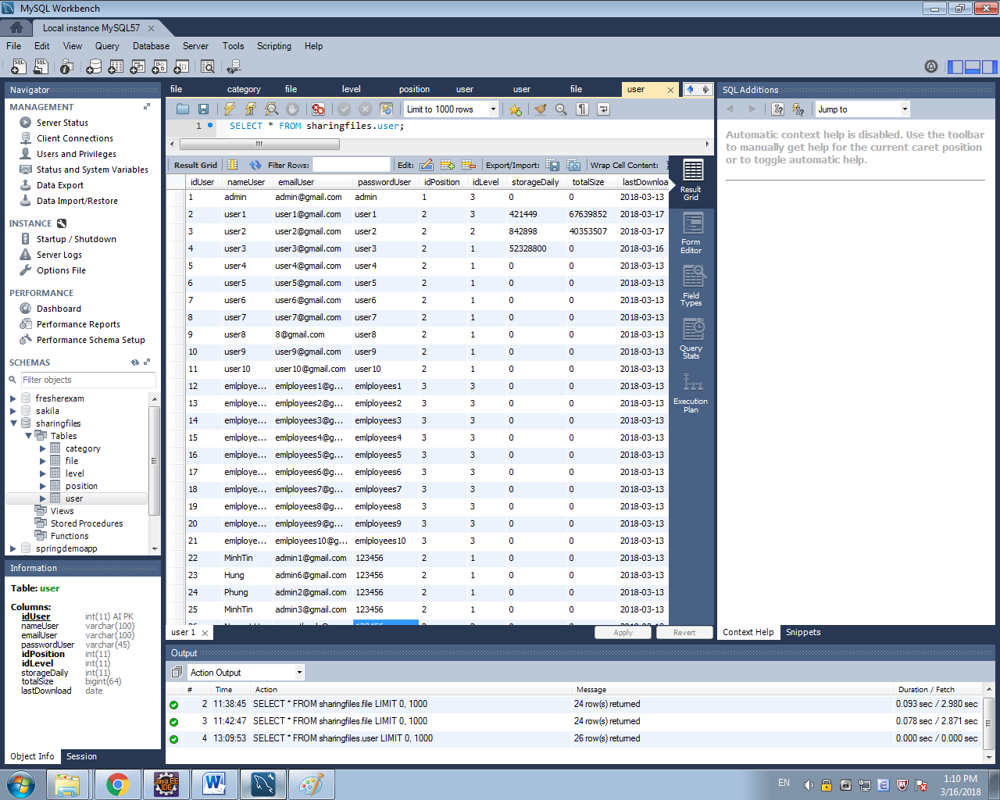 MySQL Workbench
Local instance MySQL57
File Edit View Query Database Server Tools Scripting Help
Navigator
MANAGEMENT
Server Status
Client Connections
Users and Privileges
Status and System Variables
Data Export
Data Import/Restore
INSTANCE
Startup / Shutdown
Server Logs
Options File
PERFORMANCE
Dashboard
Performance Reports
Performance Schema Setup
SCHEMAS
Filter objects
fresherexam
sakila
sharingfiles
Tables
category
file
level
position
user
Views
Stored Procedures
Functions
springdemoapp
Information
Table: user
Columns:
idUser int(11) AI PK
nameUser varchar(100)
emailUser varchar(100)
passwordUser varchar(45)
idPosition int(11)
idLevel int(11)
storageDaily int(11)
totalSize bigint(64)
lastDownload date
Object Info Session
file category file level position user user file user
Limit to 1000 rows
1 SELECT * FROM sharingfiles.user;
Result Grid Filter Rows: Edit: Export/Import: Wrap Cell Content:
idUser nameUser emailUser passwordUser idPosition idLevel storageDaily totalSize lastDownloa
1 admin admin@gmail.com admin 1 3 0 0 2018-03-13
2 user1 user1@gmail.com user1 2 3 421449 67639852 2018-03-17
3 user2 user2@gmail.com user2 2 2 842898 40353507 2018-03-17
4 user3 user3@gmail.com user3 2 1 52328800 0 2018-03-16
5 user4 user4@gmail.com user4 2 1 0 0 2018-03-13
6 user5 user5@gmail.com user5 2 1 0 0 2018-03-13
7 user6 user6@gmail.com user6 2 1 0 0 2018-03-13
8 user7 user7@gmail.com user7 2 1 0 0 2018-03-13
9 user8 8@gmail.com user8 2 1 0 0 2018-03-13
10 user9 user9@gmail.com user9 2 1 0 0 2018-03-13
11 user10 user10@gmail.com user10 2 1 0 0 2018-03-13
12 emlploye... emlployees1@g... emlployees1 3 3 0 0 2018-03-13
13 emlploye... emlployees2@g... emlployees2 3 3 0 0 2018-03-13
14 emlploye... emlployees3@g... emlployees3 3 3 0 0 2018-03-13
15 emlploye... emlployees4@g... emlployees4 3 3 0 0 2018-03-13
16 emlploye... emlployees5@g... emlployees5 3 3 0 0 2018-03-13
17 emlploye... emlployees6@g... emlployees6 3 3 0 0 2018-03-13
18 emlploye... emlployees7@g... emlployees7 3 3 0 0 2018-03-13
19 emlploye... emlployees8@g... emlployees8 3 3 0 0 2018-03-13
20 emlploye... emlployees9@g... emlployees9 3 3 0 0 2018-03-13
21 emlploye... emlployees10@g... emlployees10 3 3 0 0 2018-03-13
22 MinhTin admin1@gmail.com 123456 2 1 0 0 2018-03-13
23 Hung admin6@gmail.com 123456 2 1 0 0 2018-03-13
24 Phung admin2@gmail.com 123456 2 1 0 0 2018-03-13
25 MinhTin admin3@gmail.com 123456 2 1 0 0 2018-03-13
Result Grid
Form Editor
Field Types
Query Stats
Execution Plan
user 1 Apply Revert
SQL Additions
Jump to
Automatic context help is disabled. Use the toolbar
to manually get help for the current caret position
or to toggle automatic help.
Context Help Snippets
Output
Action Output
# Time Action Message Duration / Fetch
2 11:38:45 SELECT * FROM sharingfiles.file LIMIT 0, 1000 24 row(s) returned 0.093 sec / 2.980 sec
3 11:42:47 SELECT * FROM sharingfiles.file LIMIT 0, 1000 24 row(s) returned 0.078 sec / 2.871 sec
4 13:09:53 SELECT * FROM sharingfiles.user LIMIT 0, 1000 26 row(s) returned 0.000 sec / 0.000 sec
Java EE
IDE
EN
1:10 PM
3/16/2018